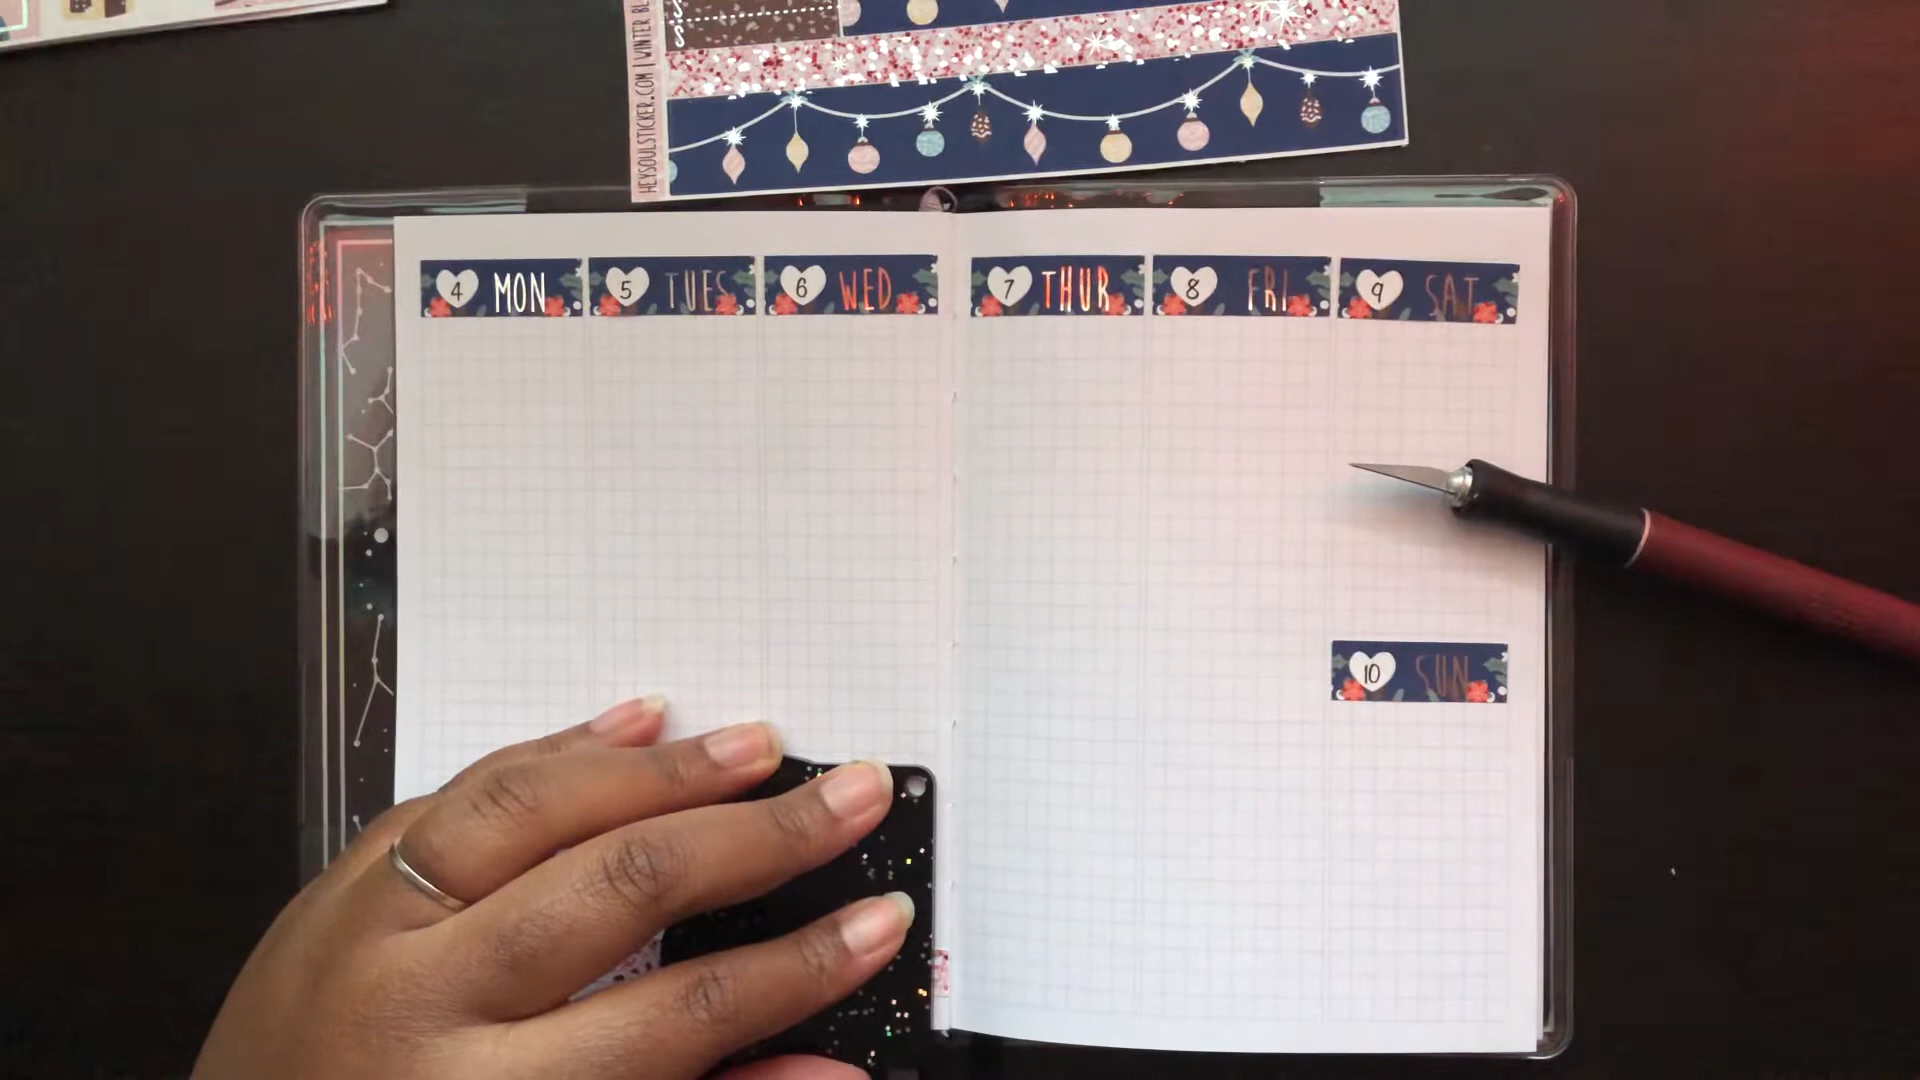 HEYSOULSTICKER.COM | WINTER BL
4 MON
5 TUES
6 WED
7 THUR
8 FRI
9 SAT
10 SUN